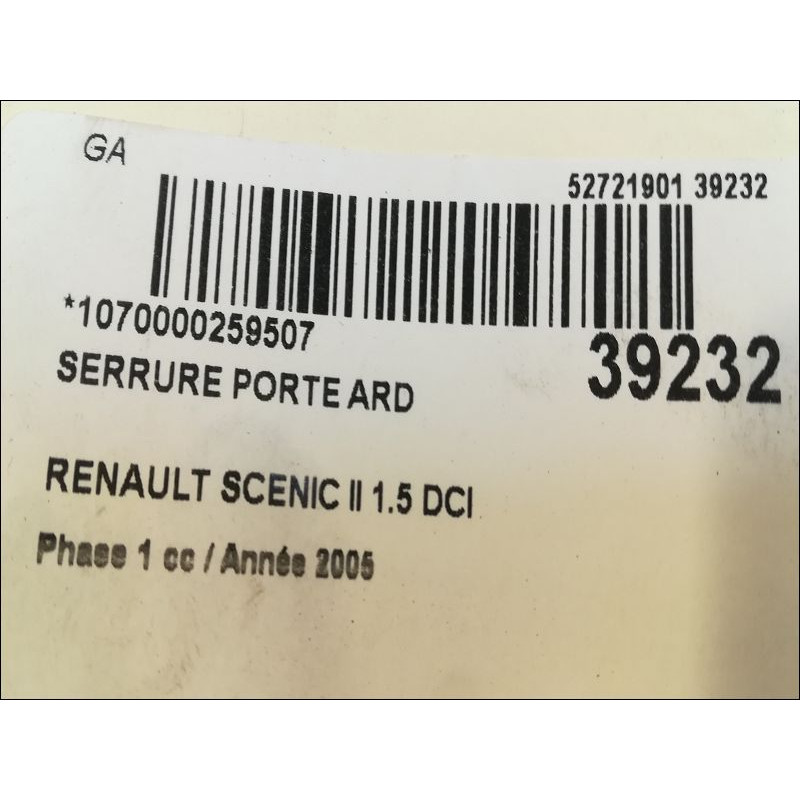 GA
52721901 39232
*1070000259507
39232
SERRURE PORTE ARD
RENAULT SCENIC II 1.5 DCI
Phase 1 cc / Année 2005